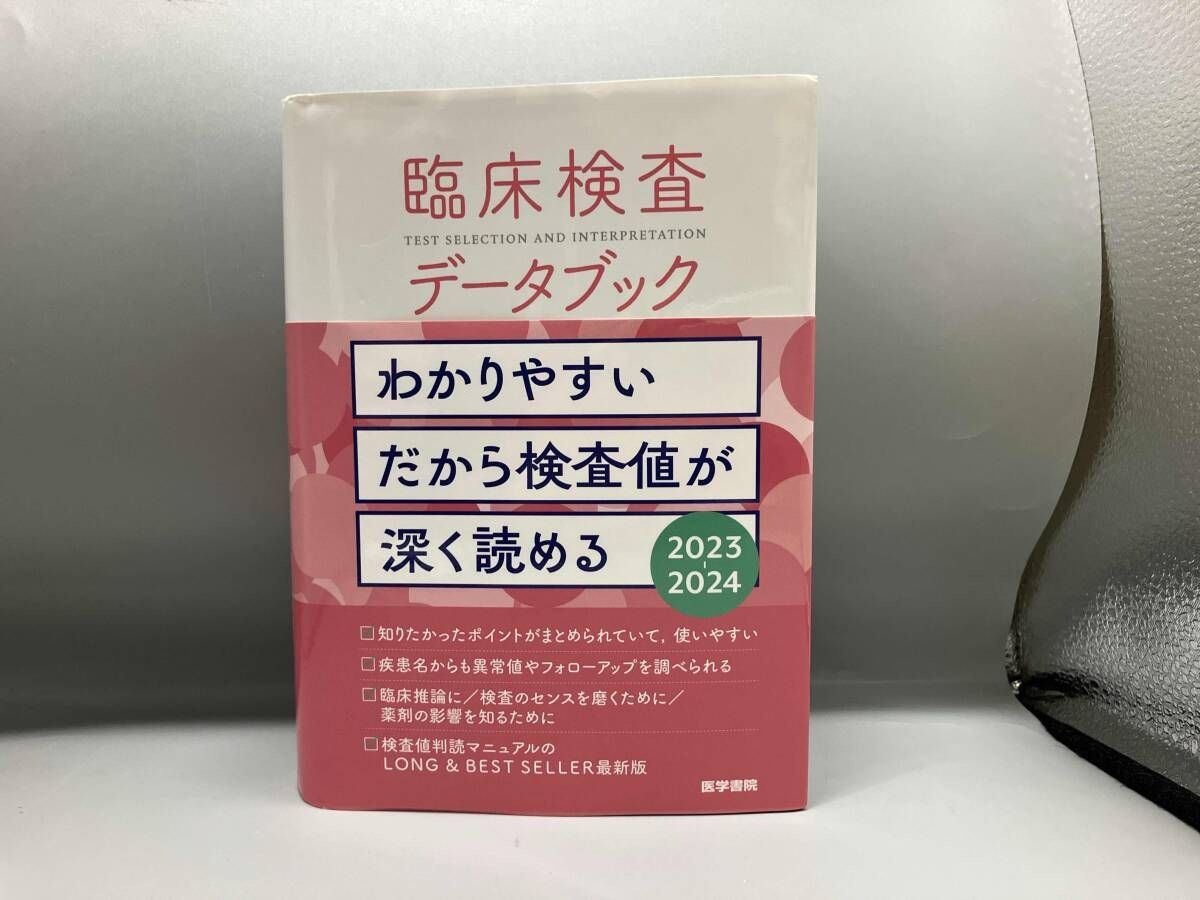 臨床検査
TEST SELECTION AND INTERPRETATION
データブック
わかりやすい
だから検査値が
深く読める
2023-
2024
知りたかったポイントがまとめられていて，使いやすい
疾患名からも異常値やフォローアップを調べられる
臨床推論に／検査のセンスを磨くために／
薬剤の影響を知るために
検査値判読マニュアルの
LONG & BEST SELLER最新版
医学書院